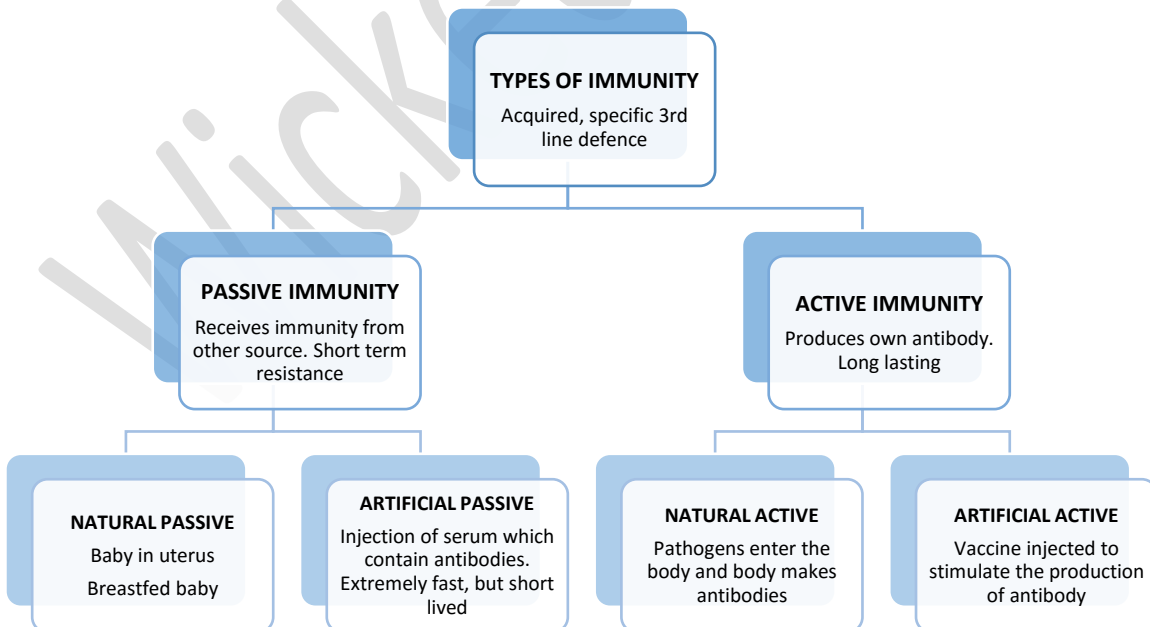 TYPES OF IMMUNITY
Acquired, specific 3rd
line defence
PASSIVE IMMUNITY
Receives immunity from
other source. Short term
resistance
ACTIVE IMMUNITY
Produces own antibody.
Long lasting
NATURAL PASSIVE
Baby in uterus
Breastfed baby
ARTIFICIAL PASSIVE
Injection of serum which
contain antibodies.
Extremely fast, but short
lived
NATURAL ACTIVE
Pathogens enter the
body and body makes
antibodies
ARTIFICIAL ACTIVE
Vaccine injected to
stimulate the production
of antibody